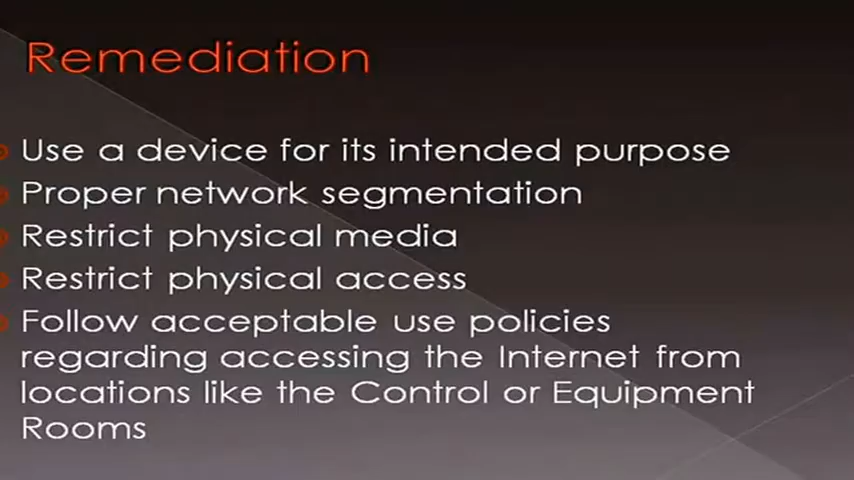 Remediation
Use a device for its intended purpose
Proper network segmentation
Restrict physical media
Restrict physical access
Follow acceptable use policies
regarding accessing the Internet from
locations like the Control or Equipment
Rooms